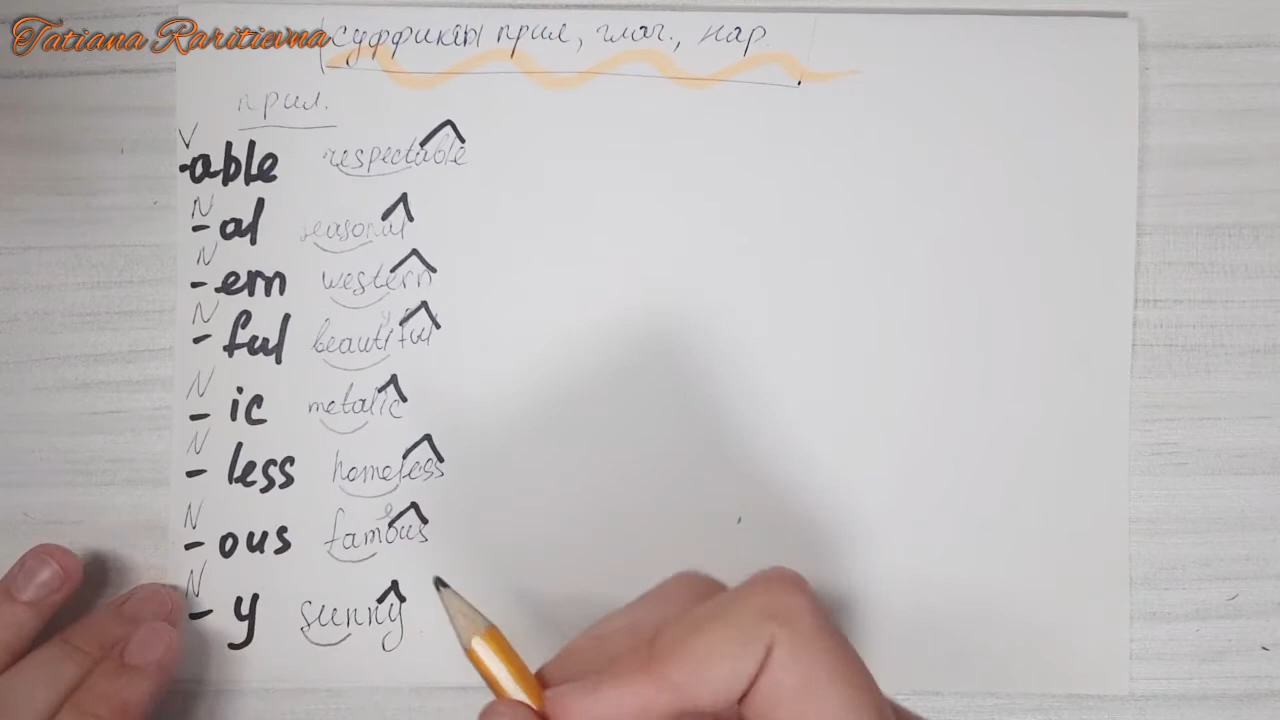 Tatiana Raritievna
суффиксы прил, глаг., нар.
прил.
V
-able respectable
N
-al seasonal
N
-ern western
N y
-ful beautiful
N
-ic metalic
N
-less homeless
N e
-ous famous
N
-y sunny